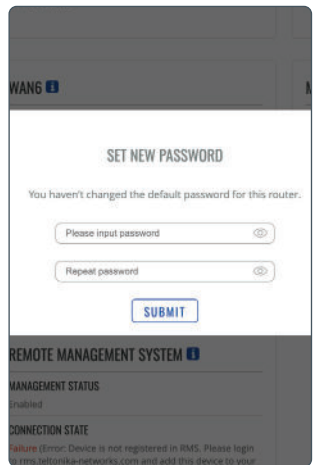 WAN6 i
M
SET NEW PASSWORD
You haven't changed the default password for this router.
Please input password
Repeat password
SUBMIT
REMOTE MANAGEMENT SYSTEM i
MANAGEMENT STATUS
Enabled
CONNECTION STATE
Failure (Error: Device is not registered in RMS. Please login
to rms.teltonika-networks.com and add this device to your